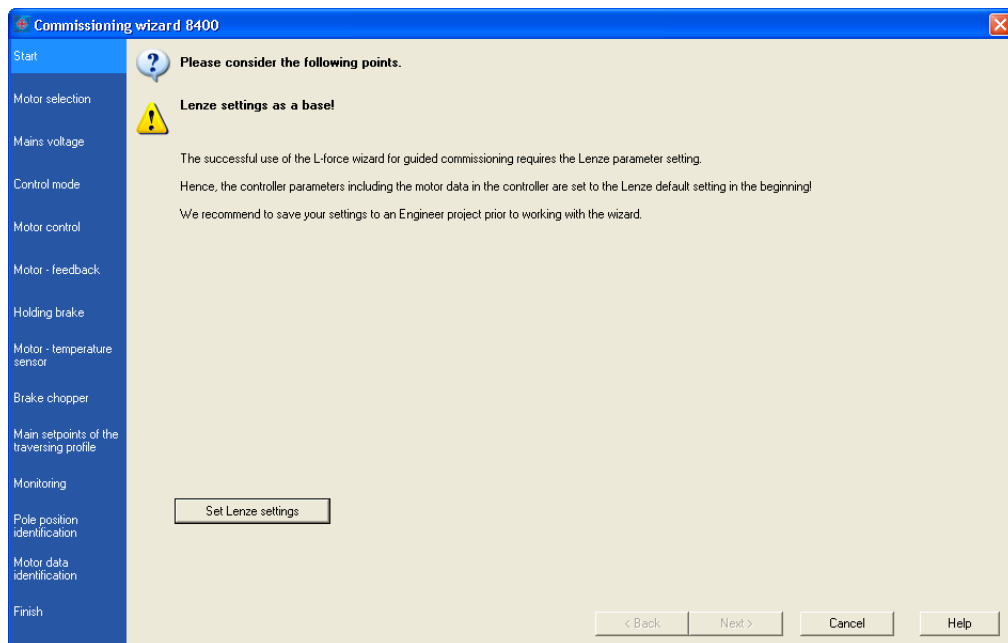 Commissioning wizard 8400
Start
Motor selection
Mains voltage
Control mode
Motor control
Motor - feedback
Holding brake
Motor - temperature
sensor
Brake chopper
Main setpoints of the
traversing profile
Monitoring
Pole position
identification
Motor data
identification
Finish
Please consider the following points.
Lenze settings as a base!
The successful use of the L-force wizard for guided commissioning requires the Lenze parameter setting.
Hence, the controller parameters including the motor data in the controller are set to the Lenze default setting in the beginning!
We recommend to save your settings to an Engineer project prior to working with the wizard.
Set Lenze settings
< Back
Next >
Cancel
Help